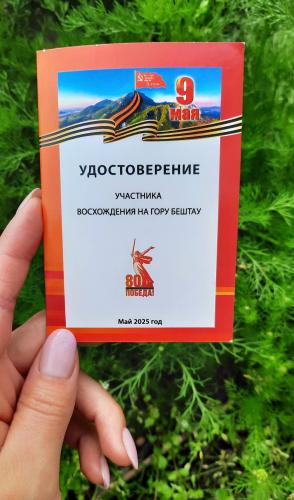 9
мая
УДОСТОВЕРЕНИЕ
УЧАСТНИКА
ВОСХОЖДЕНИЯ НА ГОРУ БЕШТАУ
80
ПОБЕДА!
Май 2025 год